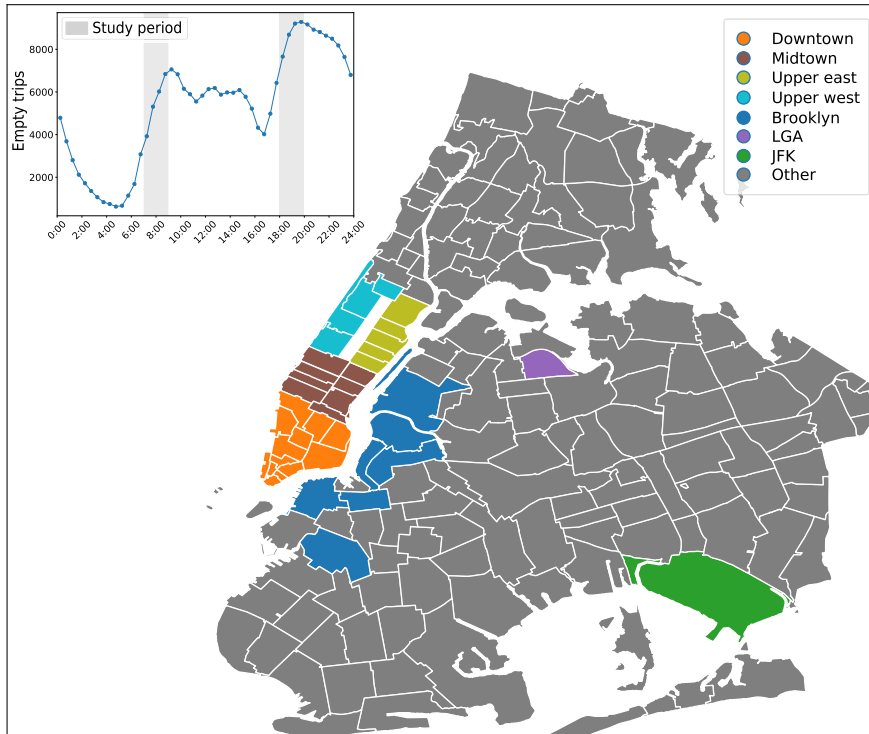 Study period
Empty trips
8000
6000
4000
2000
0:00
2:00
4:00
6:00
8:00
10:00
12:00
14:00
16:00
18:00
20:00
22:00
24:00
Downtown
Midtown
Upper east
Upper west
Brooklyn
LGA
JFK
Other